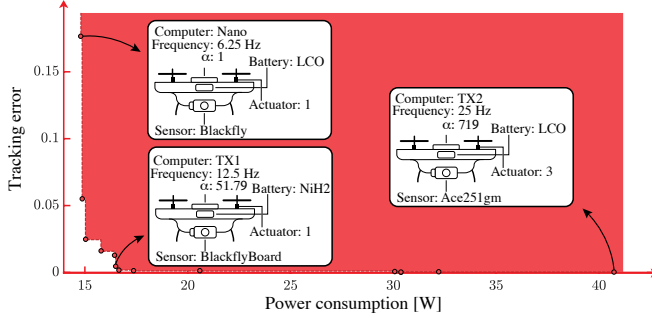 Computer: Nano
Frequency: 6.25 Hz
α: 1
Battery: LCO
Actuator: 1
Sensor: Blackfly
Computer: TX1
Frequency: 12.5 Hz
α: 51.79
Battery: NiH2
Actuator: 1
Sensor: BlackflyBoard
Computer: TX2
Frequency: 25 Hz
α: 719
Battery: LCO
Actuator: 3
Sensor: Ace251gm
Tracking error
0.15
0.1
0.05
0
15
20
25
30
35
40
Power consumption [W]